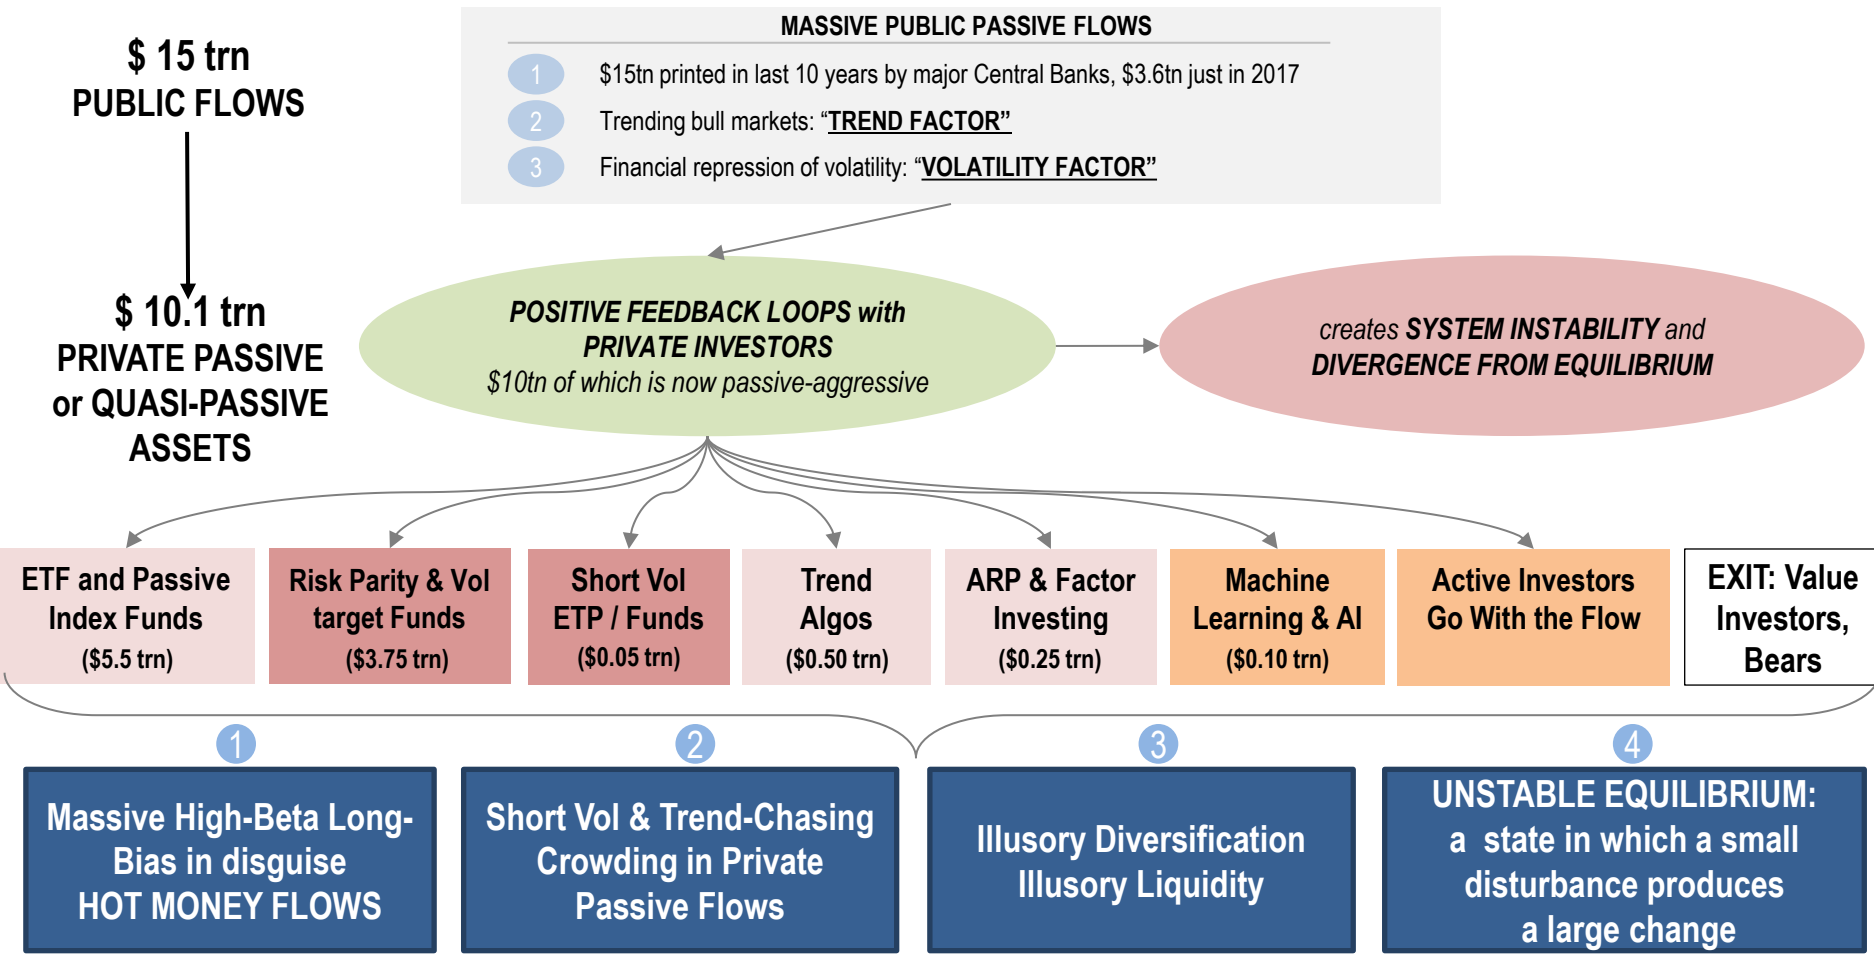 $ 15 trn
PUBLIC FLOWS
MASSIVE PUBLIC PASSIVE FLOWS
1 $15tn printed in last 10 years by major Central Banks, $3.6tn just in 2017
2 Trending bull markets: “TREND FACTOR”
3 Financial repression of volatility: “VOLATILITY FACTOR”
$ 10.1 trn
PRIVATE PASSIVE
or QUASI-PASSIVE
ASSETS
POSITIVE FEEDBACK LOOPS with
PRIVATE INVESTORS
$10tn of which is now passive-aggressive
creates SYSTEM INSTABILITY and
DIVERGENCE FROM EQUILIBRIUM
ETF and Passive
Index Funds
($5.5 trn)
Risk Parity & Vol
target Funds
($3.75 trn)
Short Vol
ETP / Funds
($0.05 trn)
Trend
Algos
($0.50 trn)
ARP & Factor
Investing
($0.25 trn)
Machine
Learning & AI
($0.10 trn)
Active Investors
Go With the Flow
EXIT: Value
Investors,
Bears
1
Massive High-Beta Long-
Bias in disguise
HOT MONEY FLOWS
2
Short Vol & Trend-Chasing
Crowding in Private
Passive Flows
3
Illusory Diversification
Illusory Liquidity
4
UNSTABLE EQUILIBRIUM:
a state in which a small
disturbance produces
a large change